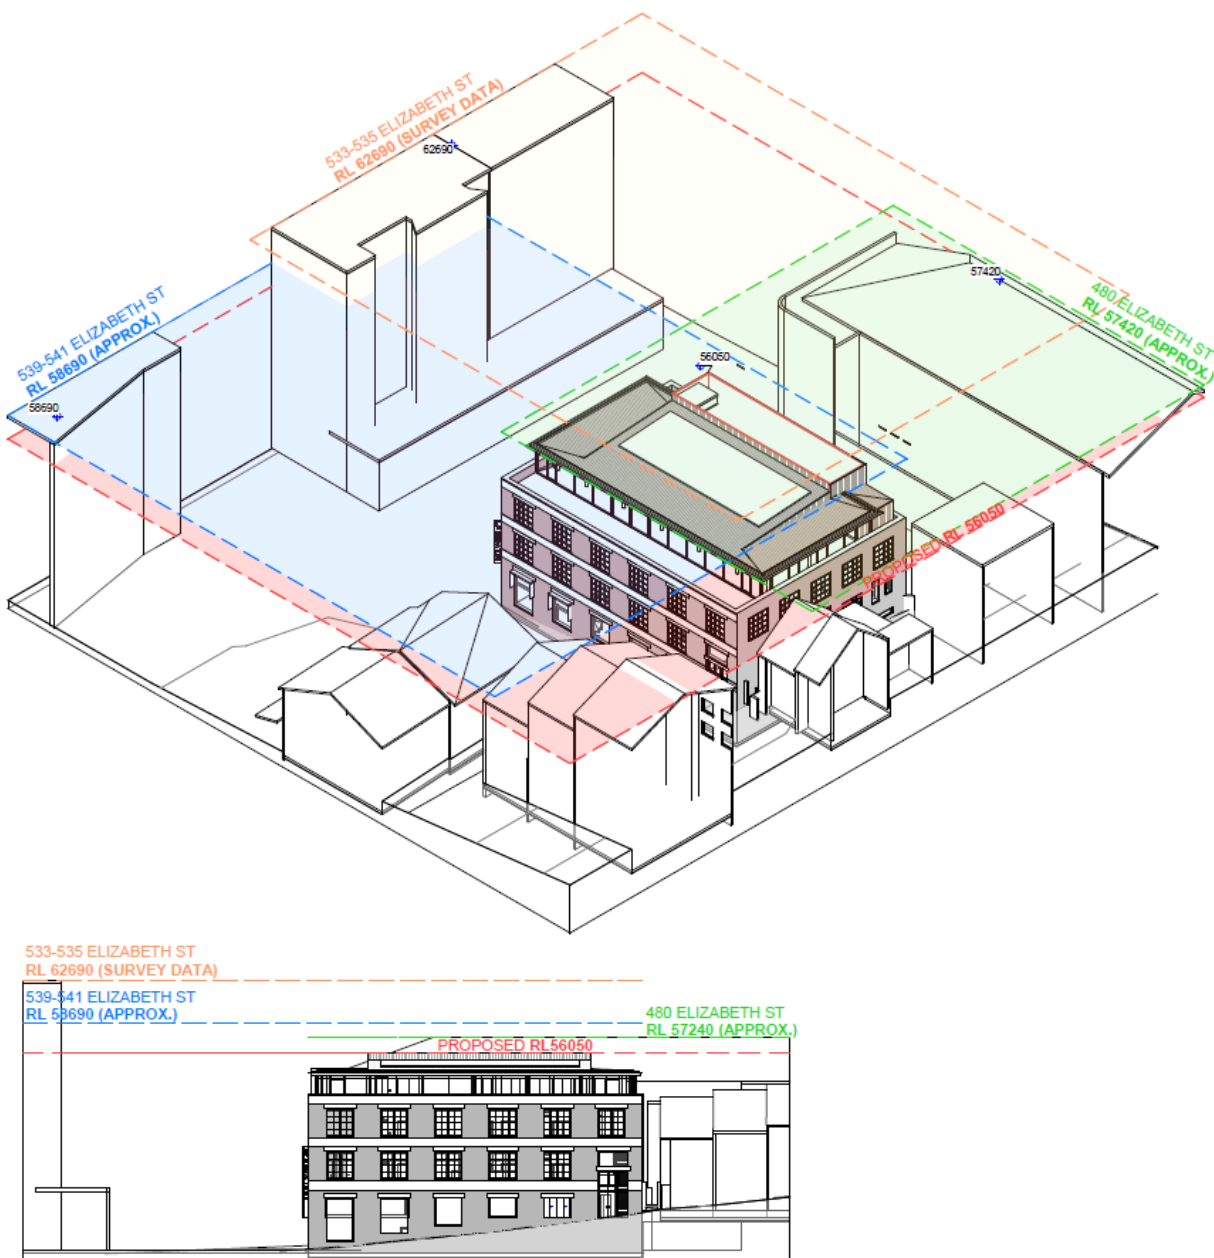 533-535 ELIZABETH ST
RL 62690 (SURVEY DATA)
62690
539-541 ELIZABETH ST
RL 58690 (APPROX.)
58690
57420
480 ELIZABETH ST
RL 57420 (APPROX.)
56050
PROPOSED RL 56050
533-535 ELIZABETH ST
RL 62690 (SURVEY DATA)
539-541 ELIZABETH ST
RL 58690 (APPROX.)
480 ELIZABETH ST
RL 57240 (APPROX.)
PROPOSED RL56050